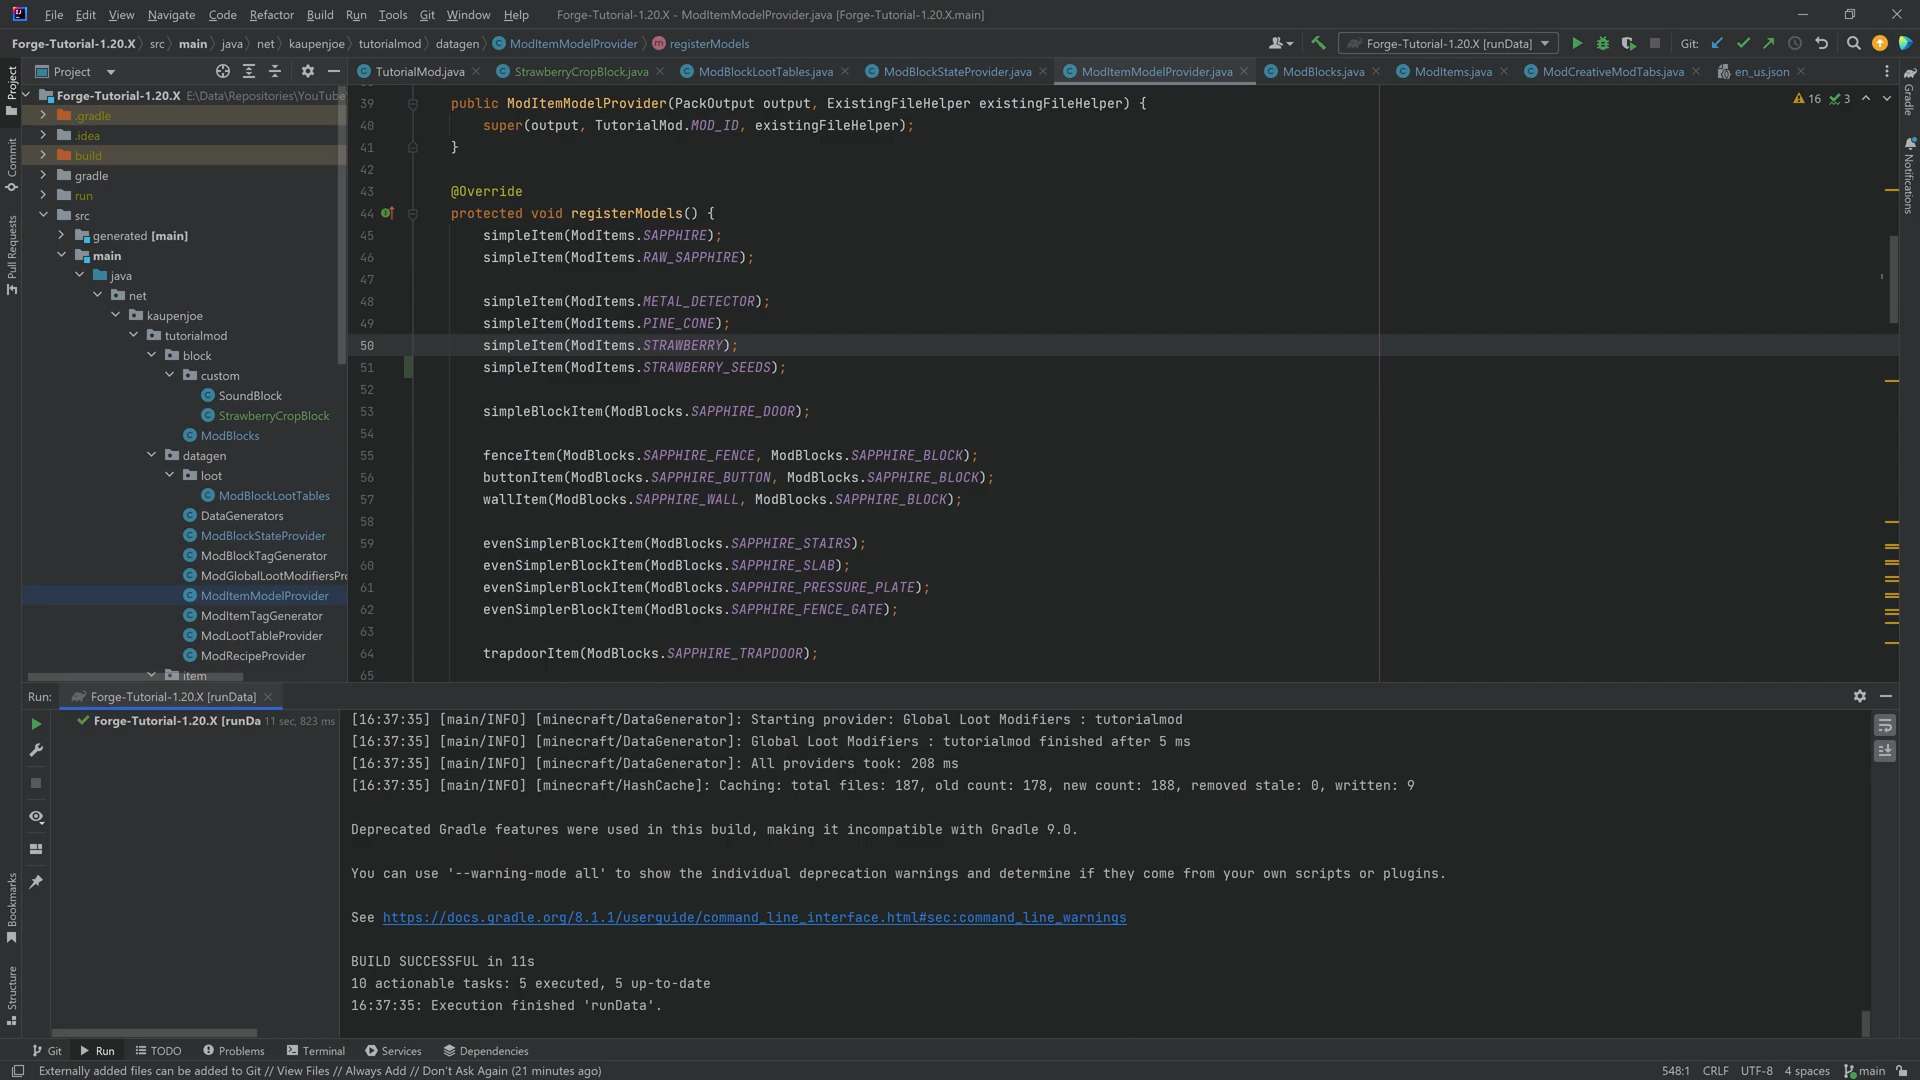 File Edit View Navigate Code Refactor Build Run Tools Git Window Help Forge-Tutorial-1.20.X - ModItemModelProvider.java [Forge-Tutorial-1.20.X.main]
Forge-Tutorial-1.20.X src main java net kaupenjoe tutorialmod datagen ModItemModelProvider registerModels Forge-Tutorial-1.20.X [runData] Git:
Project TutorialMod.java StrawberryCropBlock.java ModBlockLootTables.java ModBlockStateProvider.java ModItemModelProvider.java ModBlocks.java ModItems.java ModCreativeModTabs.java en_us.json
Project
Commit
Pull Requests
Bookmarks
Structure
Gradle
Notifications
Forge-Tutorial-1.20.X E:\Data\Repositories\YouTube
.gradle
.idea
build
gradle
run
src
generated [main]
main
java
net
kaupenjoe
tutorialmod
block
custom
SoundBlock
StrawberryCropBlock
ModBlocks
datagen
loot
ModBlockLootTables
DataGenerators
ModBlockStateProvider
ModBlockTagGenerator
ModGlobalLootModifiersPro
ModItemModelProvider
ModItemTagGenerator
ModLootTableProvider
ModRecipeProvider
item
16 3
39 public ModItemModelProvider(PackOutput output, ExistingFileHelper existingFileHelper) {
40 super(output, TutorialMod.MOD_ID, existingFileHelper);
41 }
42
43 @Override
44 protected void registerModels() {
45 simpleItem(ModItems.SAPPHIRE);
46 simpleItem(ModItems.RAW_SAPPHIRE);
47
48 simpleItem(ModItems.METAL_DETECTOR);
49 simpleItem(ModItems.PINE_CONE);
50 simpleItem(ModItems.STRAWBERRY);
51 simpleItem(ModItems.STRAWBERRY_SEEDS);
52
53 simpleBlockItem(ModBlocks.SAPPHIRE_DOOR);
54
55 fenceItem(ModBlocks.SAPPHIRE_FENCE, ModBlocks.SAPPHIRE_BLOCK);
56 buttonItem(ModBlocks.SAPPHIRE_BUTTON, ModBlocks.SAPPHIRE_BLOCK);
57 wallItem(ModBlocks.SAPPHIRE_WALL, ModBlocks.SAPPHIRE_BLOCK);
58
59 evenSimplerBlockItem(ModBlocks.SAPPHIRE_STAIRS);
60 evenSimplerBlockItem(ModBlocks.SAPPHIRE_SLAB);
61 evenSimplerBlockItem(ModBlocks.SAPPHIRE_PRESSURE_PLATE);
62 evenSimplerBlockItem(ModBlocks.SAPPHIRE_FENCE_GATE);
63
64 trapdoorItem(ModBlocks.SAPPHIRE_TRAPDOOR);
65
Run: Forge-Tutorial-1.20.X [runData]
Forge-Tutorial-1.20.X [runDa 11 sec, 823 ms
[16:37:35] [main/INFO] [minecraft/DataGenerator]: Starting provider: Global Loot Modifiers : tutorialmod
[16:37:35] [main/INFO] [minecraft/DataGenerator]: Global Loot Modifiers : tutorialmod finished after 5 ms
[16:37:35] [main/INFO] [minecraft/DataGenerator]: All providers took: 208 ms
[16:37:35] [main/INFO] [minecraft/HashCache]: Caching: total files: 187, old count: 178, new count: 188, removed stale: 0, written: 9
Deprecated Gradle features were used in this build, making it incompatible with Gradle 9.0.
You can use '--warning-mode all' to show the individual deprecation warnings and determine if they come from your own scripts or plugins.
See https://docs.gradle.org/8.1.1/userguide/command_line_interface.html#sec:command_line_warnings
BUILD SUCCESSFUL in 11s
10 actionable tasks: 5 executed, 5 up-to-date
16:37:35: Execution finished 'runData'.
Git Run TODO Problems Terminal Services Dependencies
Externally added files can be added to Git // View Files // Always Add // Don't Ask Again (21 minutes ago) 548:1 CRLF UTF-8 4 spaces main